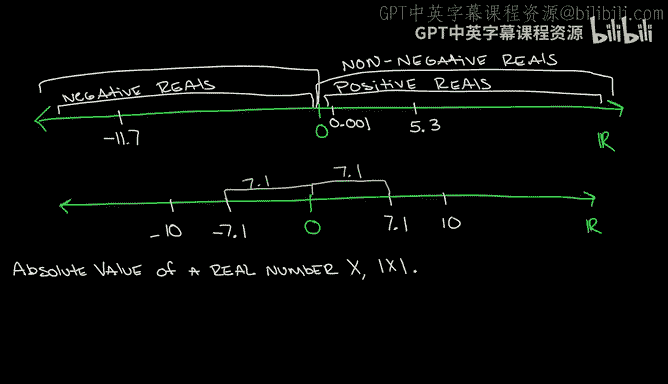 GPT中英字幕课程资源@bilibili.com
GPT中英字幕课程资源 bilibili
NON-NEGATIVE REALS
NEGATIVE REALS POSITIVE REALS
-11.7 0 0.001 5.3 ℝ
7.1 7.1
-10 -7.1 0 7.1 10 ℝ
ABSOLUTE VALUE OF A REAL NUMBER X, |X|.